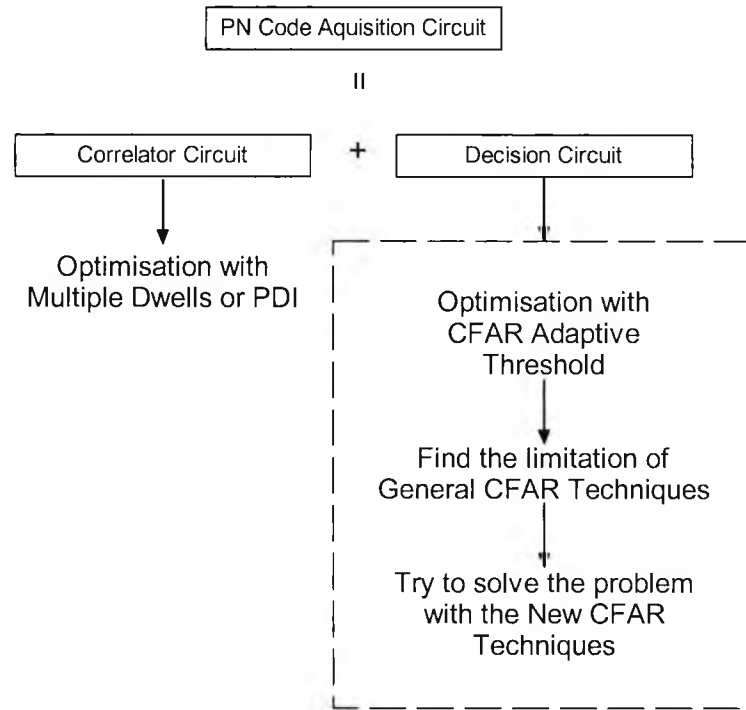 PN Code Aquisition Circuit
=
Correlator Circuit
+
Decision Circuit
Optimisation with
Multiple Dwells or PDI
Optimisation with
CFAR Adaptive
Threshold
Find the limitation of
General CFAR Techniques
Try to solve the problem
with the New CFAR
Techniques